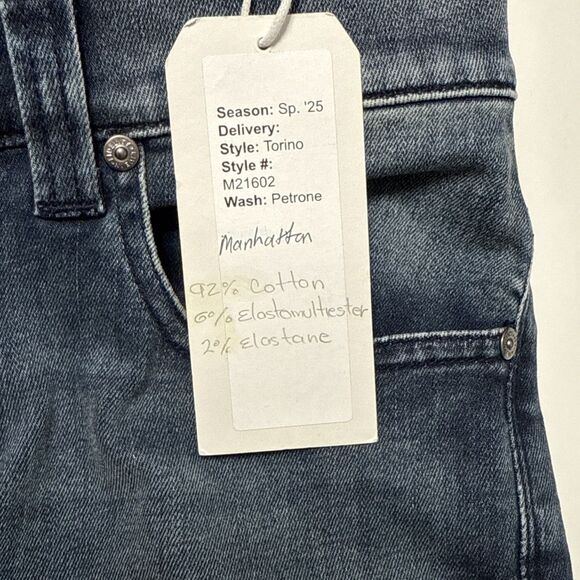 Season: Sp. '25
Delivery:
Style: Torino
Style #:
M21602
Wash: Petrone
Manhattan
92% Cotton
6% Elastomultiester
2% Elastane